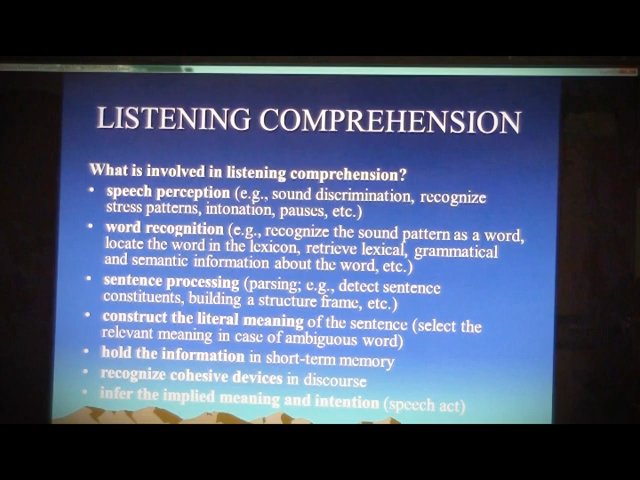 LISTENING COMPREHENSION
What is involved in listening comprehension?
• speech perception (e.g., sound discrimination, recognize
stress patterns, intonation, pauses, etc.)
• word recognition (e.g., recognize the sound pattern as a word,
locate the word in the lexicon, retrieve lexical, grammatical
and semantic information about the word, etc.)
• sentence processing (parsing; e.g., detect sentence
constituents, building a structure frame, etc.)
• construct the literal meaning of the sentence (select the
relevant meaning in case of ambiguous word)
• hold the information in short-term memory
• recognize cohesive devices in discourse
• infer the implied meaning and intention (speech act)